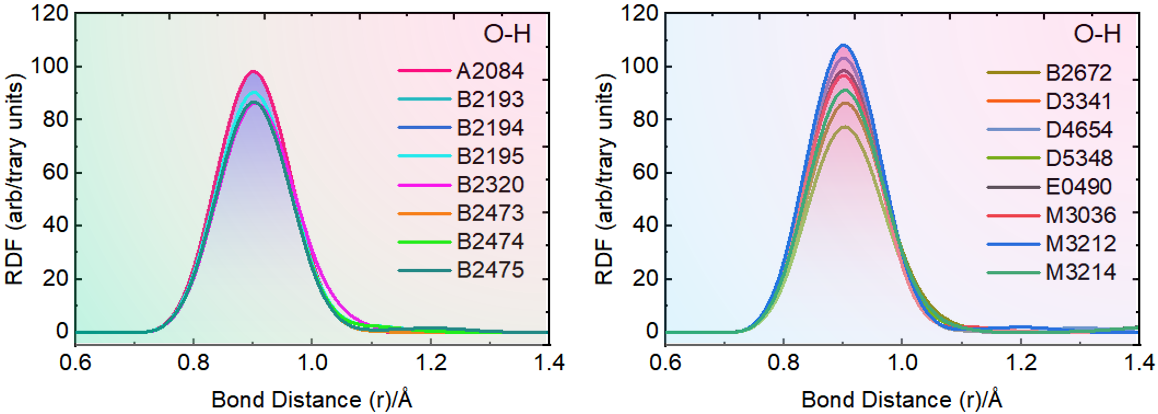 O-H
120
100
80
60
40
20
0
RDF (arb/trary units)
A2084
B2193
B2194
B2195
B2320
B2473
B2474
B2475
0.6 0.8 1.0 1.2 1.4
Bond Distance (r)/Å
O-H
120
100
80
60
40
20
0
RDF (arb/trary units)
B2672
D3341
D4654
D5348
E0490
M3036
M3212
M3214
0.6 0.8 1.0 1.2 1.4
Bond Distance (r)/Å